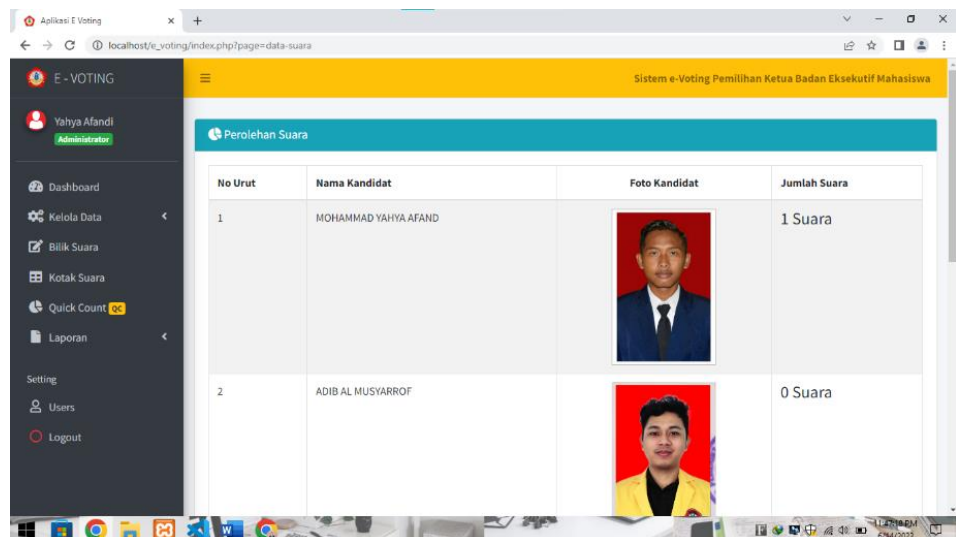 Aplikasi E Voting
localhost/e_voting/index.php?page=data-suara
E - VOTING
Sistem e-Voting Pemilihan Ketua Badan Eksekutif Mahasiswa
Yahya Afandi
Administrator
Dashboard
Kelola Data
Bilik Suara
Kotak Suara
Quick Count QC
Laporan
Setting
Users
Logout
Perolehan Suara
No Urut Nama Kandidat Foto Kandidat Jumlah Suara
1 MOHAMMAD YAHYA AFAND 1 Suara
2 ADIB AL MUSYARROF 0 Suara